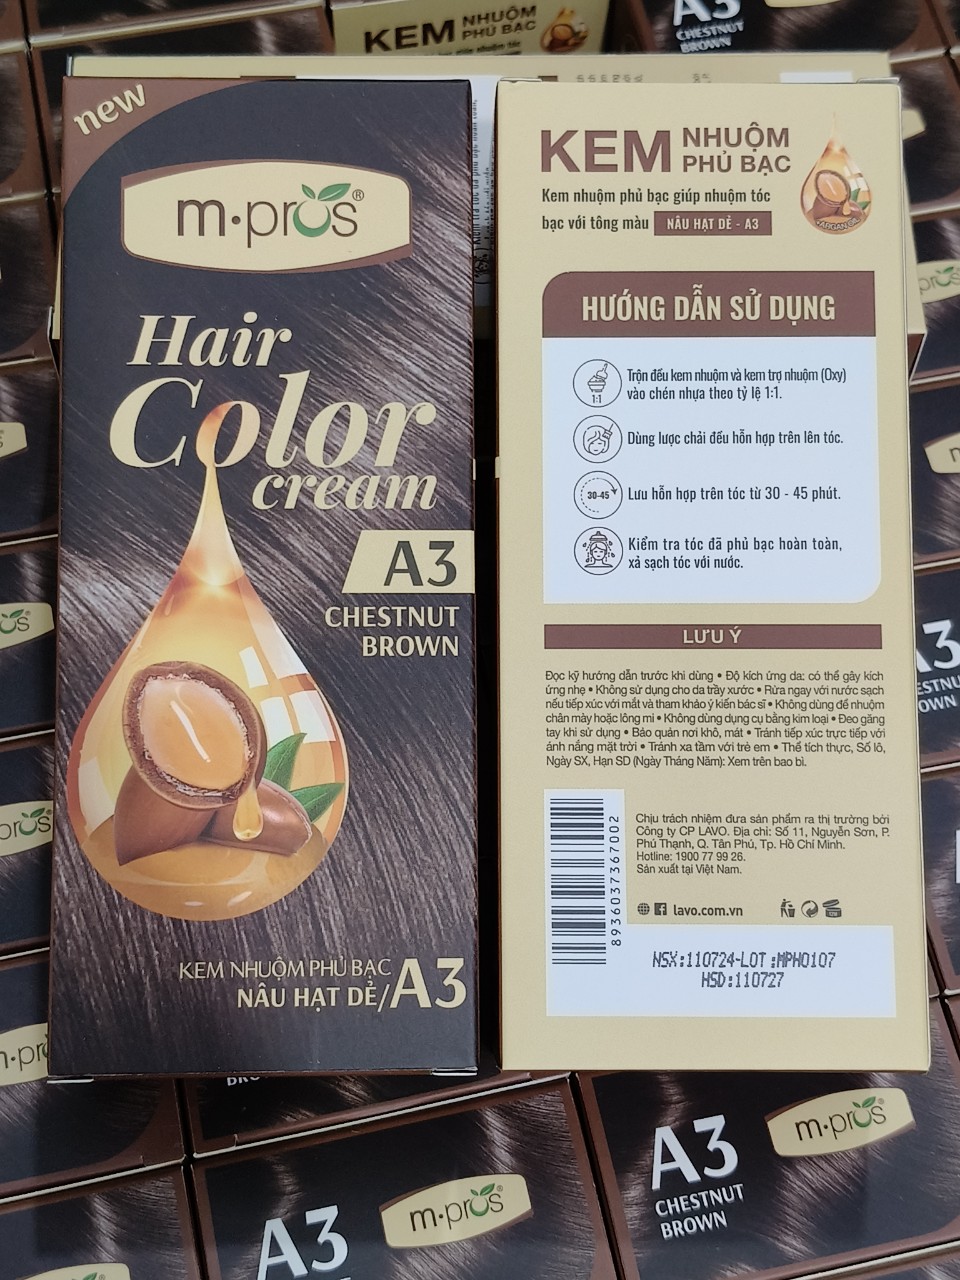 KEM NHUỘM
PHỦ BẠC
A3
CHESTNUT
BROWN
new
m•pros®
Hair
Color
cream
A3
CHESTNUT
BROWN
KEM NHUỘM PHỦ BẠC
NÂU HẠT DẺ/A3
KEM NHUỘM
PHỦ BẠC
Kem nhuộm phủ bạc giúp nhuộm tóc
bạc với tông màu NÂU HẠT DẺ - A3
+ARGAN OIL
HƯỚNG DẪN SỬ DỤNG
1:1
Trộn đều kem nhuộm và kem trợ nhuộm (Oxy)
vào chén nhựa theo tỷ lệ 1:1.
Dùng lược chải đều hỗn hợp trên lên tóc.
30-45'
Lưu hỗn hợp trên tóc từ 30 - 45 phút.
Kiểm tra tóc đã phủ bạc hoàn toàn,
xả sạch tóc với nước.
LƯU Ý
Đọc kỹ hướng dẫn trước khi dùng • Độ kích ứng da: có thể gây kích
ứng nhẹ • Không sử dụng cho da trầy xước • Rửa ngay với nước sạch
nếu tiếp xúc với mắt và tham khảo ý kiến bác sĩ • Không dùng để nhuộm
chân mày hoặc lông mi • Không dùng dụng cụ bằng kim loại • Đeo găng
tay khi sử dụng • Bảo quản nơi khô, mát • Tránh tiếp xúc trực tiếp với
ánh nắng mặt trời • Tránh xa tầm với trẻ em • Thể tích thực, Số lô,
Ngày SX, Hạn SD (Ngày Tháng Năm): Xem trên bao bì.
8936037367002
Chịu trách nhiệm đưa sản phẩm ra thị trường bởi
Công ty CP LAVO. Địa chỉ: Số 11, Nguyễn Sơn, P.
Phú Thạnh, Q. Tân Phú, Tp. Hồ Chí Minh.
Hotline: 1900 77 99 26.
Sản xuất tại Việt Nam.
lavo.com.vn
12M
NSX:110724-LOT:MPH0107
HSD:110727
A3
CHESTNUT
BROWN
m•pros®
A3
m•pros®